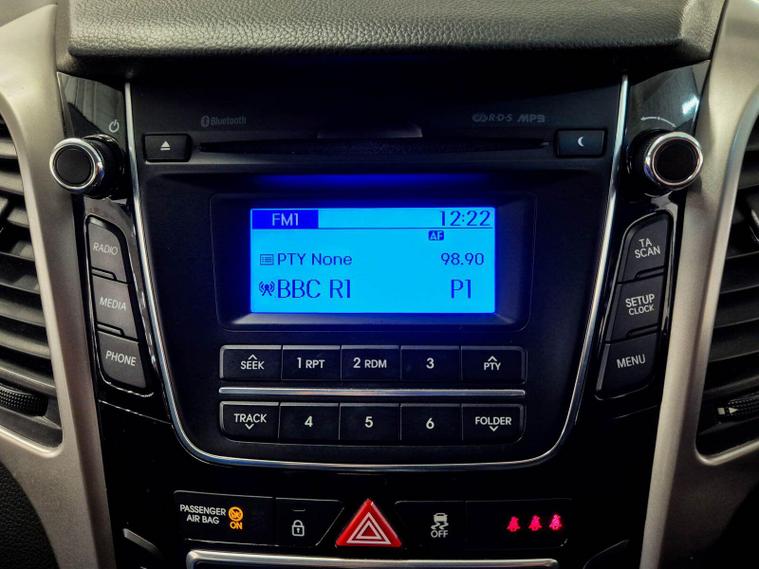 Bluetooth
R·D·S MP3
FM1 12:22
AF
PTY None 98.90
BBC R1 P1
RADIO
MEDIA
PHONE
TA
SCAN
SETUP
CLOCK
MENU
SEEK 1 RPT 2 RDM 3 PTY
TRACK 4 5 6 FOLDER
PASSENGER
AIR BAG
ON
OFF